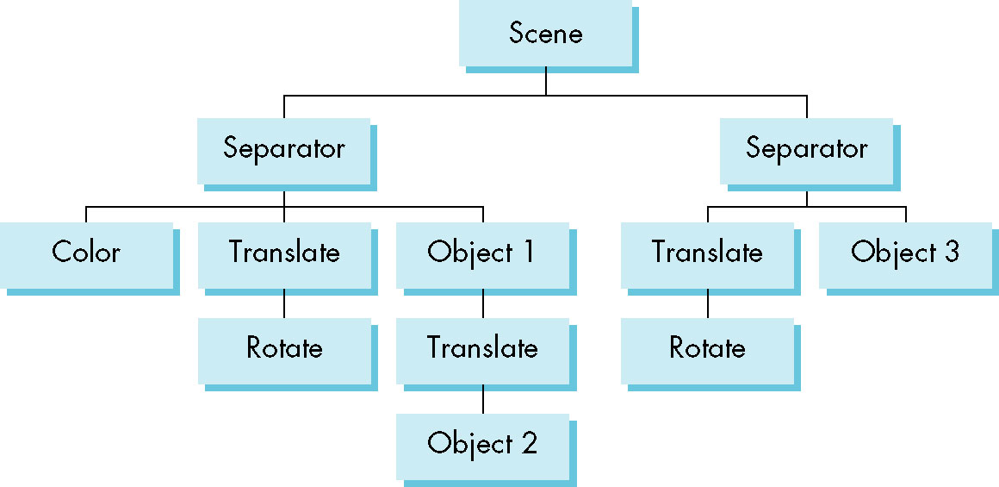 Scene
Separator
Separator
Color
Translate
Object 1
Translate
Object 3
Rotate
Translate
Rotate
Object 2